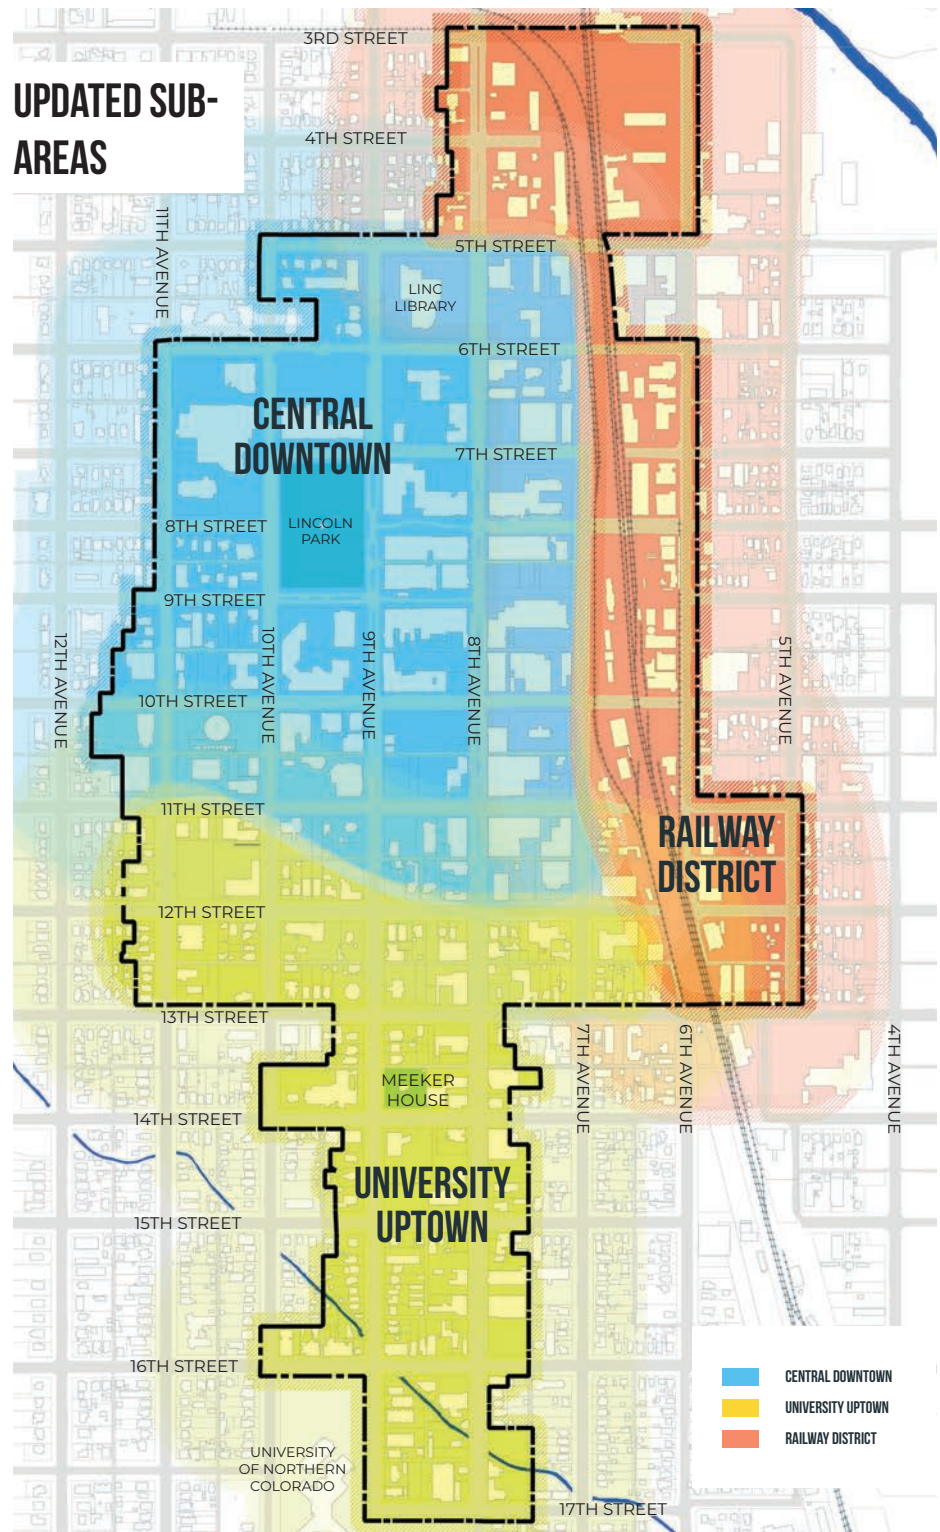 UPDATED SUB-
AREAS
3RD STREET
4TH STREET
11TH AVENUE
5TH STREET
LINC
LIBRARY
6TH STREET
CENTRAL
DOWNTOWN
7TH STREET
8TH STREET
LINCOLN
PARK
9TH STREET
12TH AVENUE
10TH AVENUE
9TH AVENUE
8TH AVENUE
5TH AVENUE
10TH STREET
11TH STREET
RAILWAY
DISTRICT
12TH STREET
13TH STREET
7TH AVENUE
6TH AVENUE
4TH AVENUE
MEEKER
HOUSE
14TH STREET
UNIVERSITY
UPTOWN
15TH STREET
16TH STREET
CENTRAL DOWNTOWN
UNIVERSITY UPTOWN
RAILWAY DISTRICT
UNIVERSITY
OF NORTHERN
COLORADO
17TH STREET